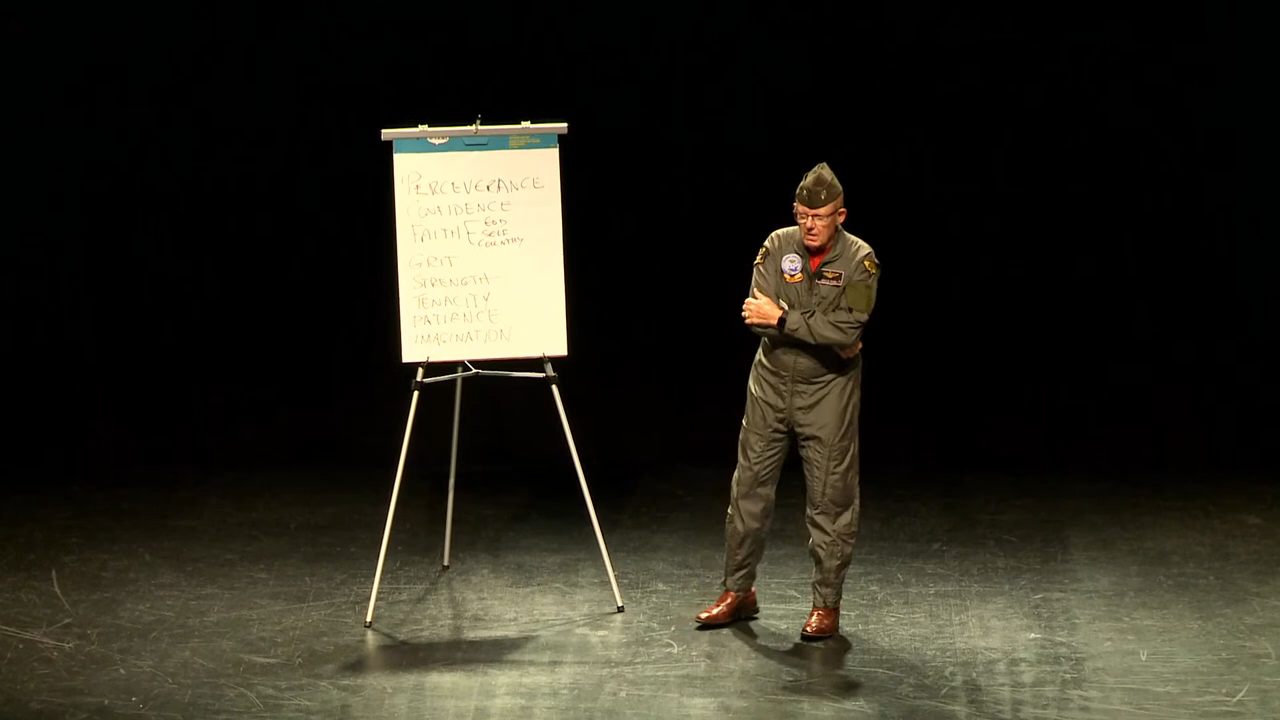 PERCEVERANCE
CONFIDENCE
FAITH GOD
SELF
COUNTRY
GRIT
STRENGTH
TENACITY
PATIENCE
IMAGINATION